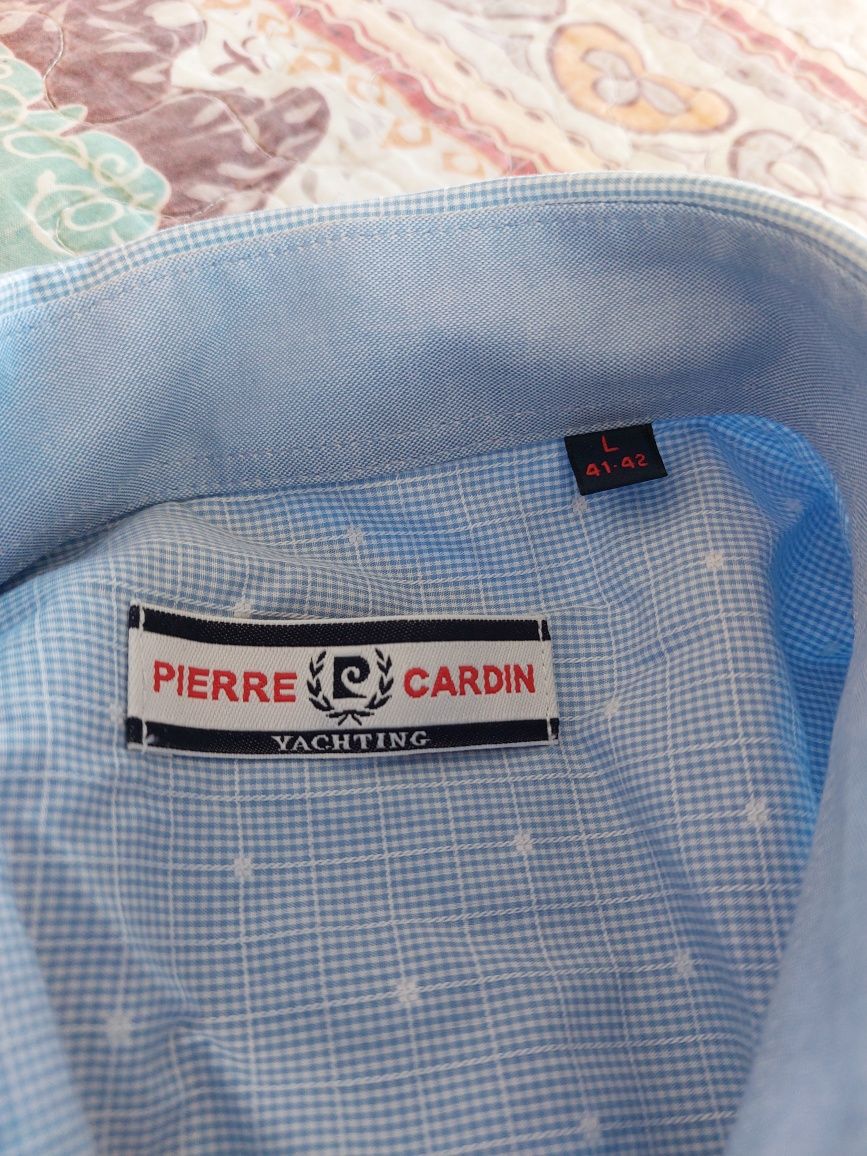 L
41-42
PIERRE CARDIN
YACHTING